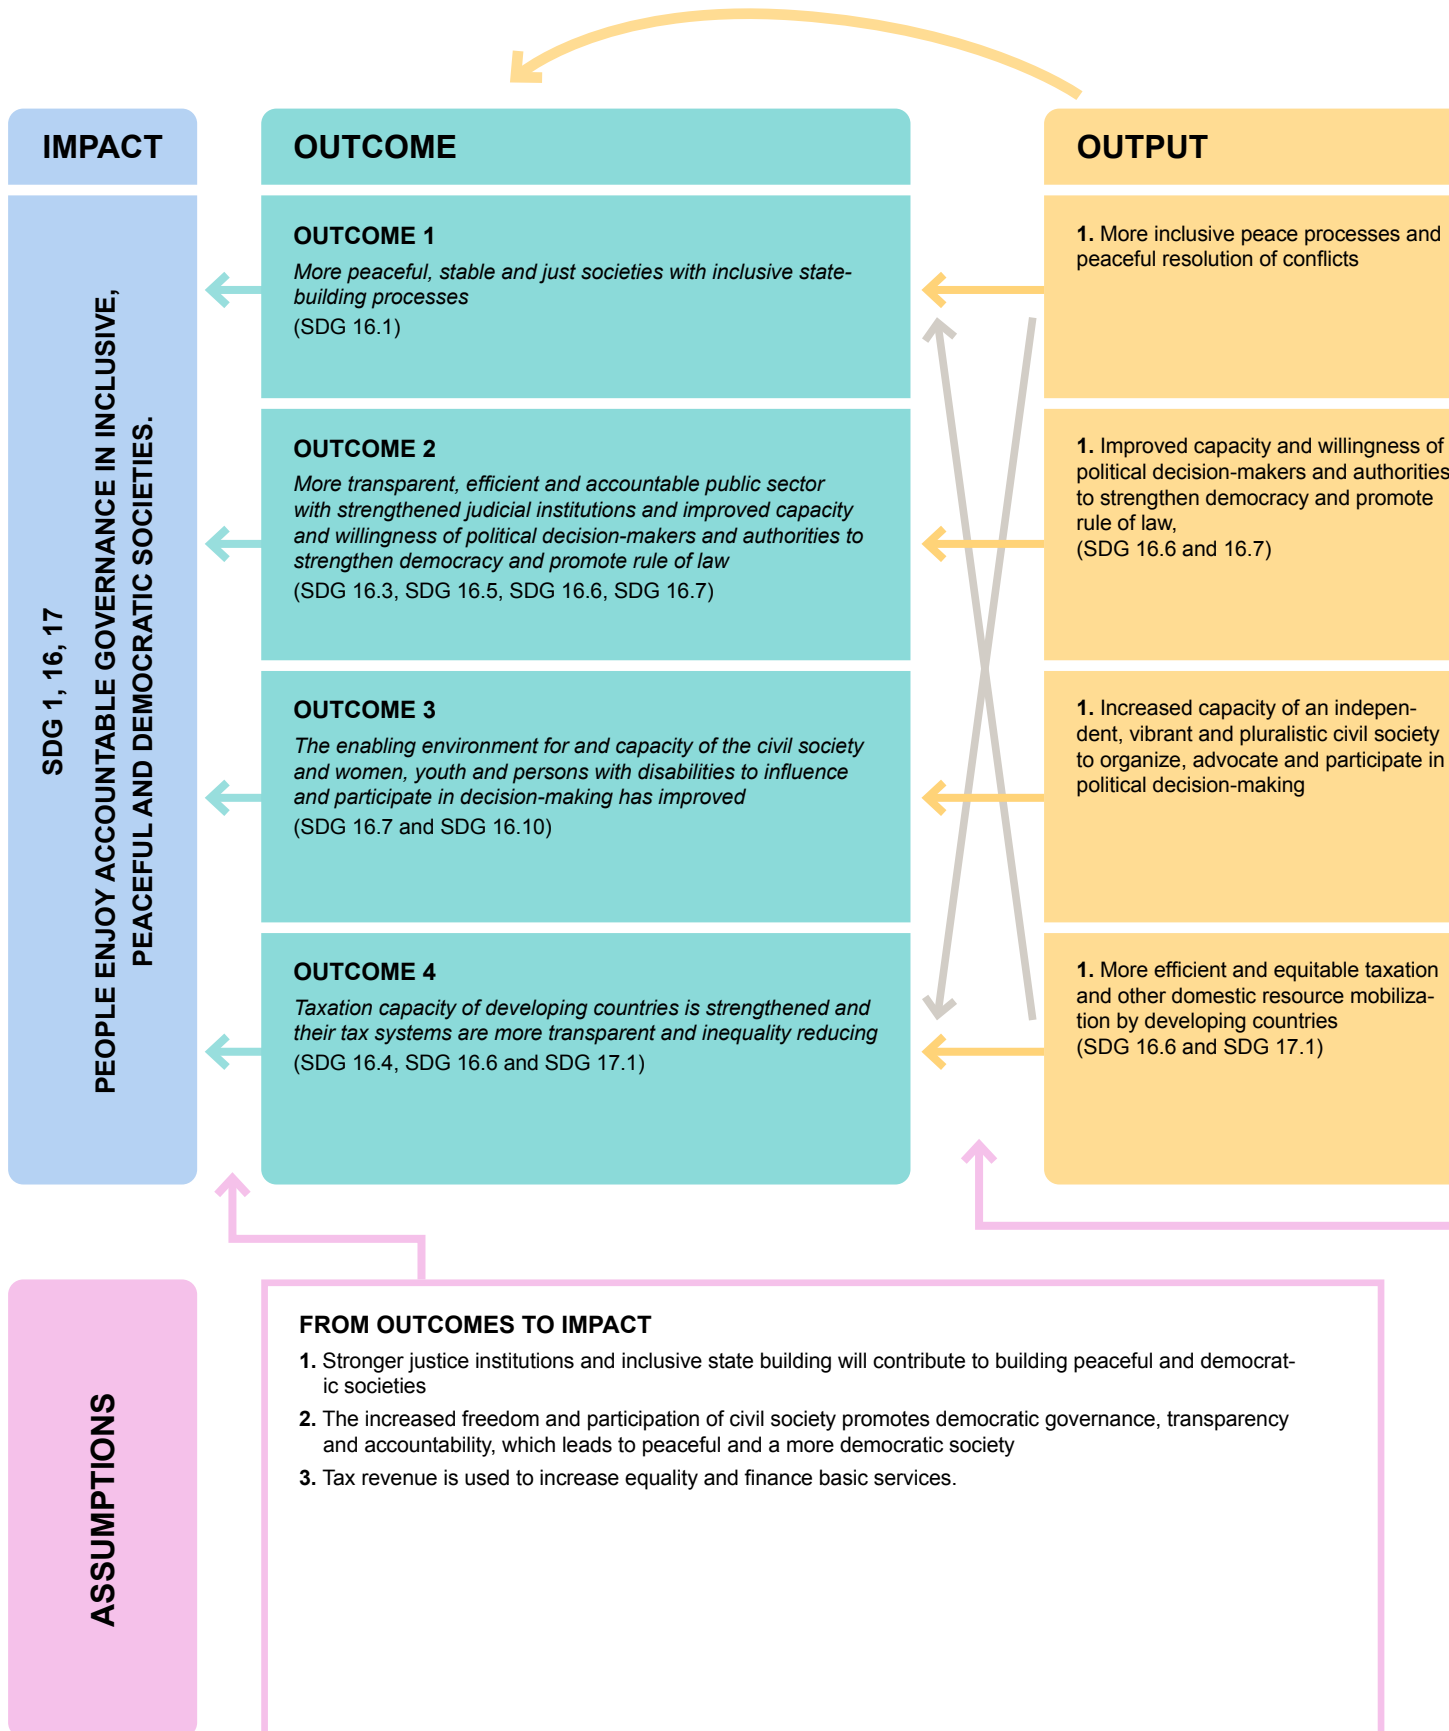 IMPACT
SDG 1, 16, 17
PEOPLE ENJOY ACCOUNTABLE GOVERNANCE IN INCLUSIVE,
PEACEFUL AND DEMOCRATIC SOCIETIES.
OUTCOME
OUTCOME 1
More peaceful, stable and just societies with inclusive state-
building processes
(SDG 16.1)
OUTCOME 2
More transparent, efficient and accountable public sector
with strengthened judicial institutions and improved capacity
and willingness of political decision-makers and authorities to
strengthen democracy and promote rule of law
(SDG 16.3, SDG 16.5, SDG 16.6, SDG 16.7)
OUTCOME 3
The enabling environment for and capacity of the civil society
and women, youth and persons with disabilities to influence
and participate in decision-making has improved
(SDG 16.7 and SDG 16.10)
OUTCOME 4
Taxation capacity of developing countries is strengthened and
their tax systems are more transparent and inequality reducing
(SDG 16.4, SDG 16.6 and SDG 17.1)
OUTPUT
1. More inclusive peace processes and
peaceful resolution of conflicts
1. Improved capacity and willingness of
political decision-makers and authorities
to strengthen democracy and promote
rule of law,
(SDG 16.6 and 16.7)
1. Increased capacity of an indepen-
dent, vibrant and pluralistic civil society
to organize, advocate and participate in
political decision-making
1. More efficient and equitable taxation
and other domestic resource mobiliza-
tion by developing countries
(SDG 16.6 and SDG 17.1)
ASSUMPTIONS
FROM OUTCOMES TO IMPACT
1. Stronger justice institutions and inclusive state building will contribute to building peaceful and democrat-
ic societies
2. The increased freedom and participation of civil society promotes democratic governance, transparency
and accountability, which leads to peaceful and a more democratic society
3. Tax revenue is used to increase equality and finance basic services.